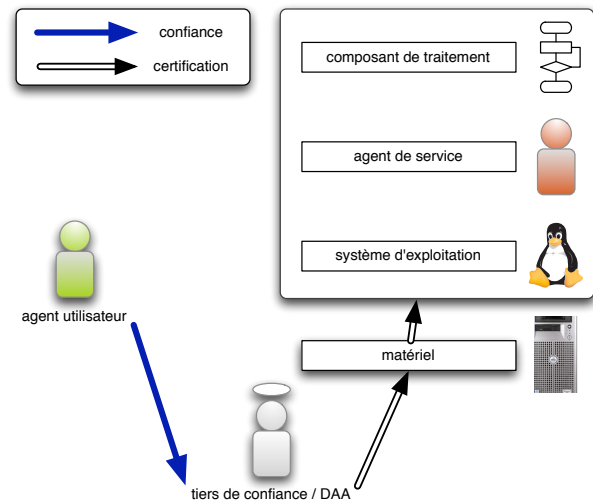 confiance
certification
composant de traitement
agent de service
système d'exploitation
agent utilisateur
matériel
tiers de confiance / DAA